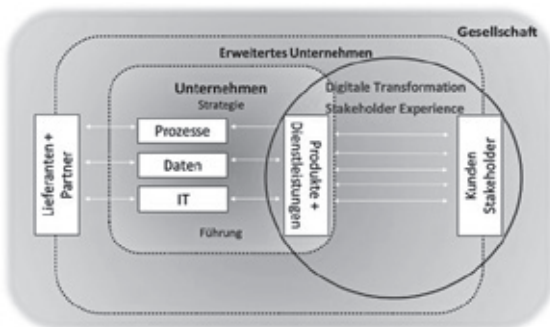 Gesellschaft
Erweitertes Unternehmen
Unternehmen
Strategie
Digitale Transformation
Stakeholder Experience
Lieferanten +
Partner
Prozesse
Daten
IT
Produkte +
Dienstleistungen
Kunden
Stakeholder
Führung